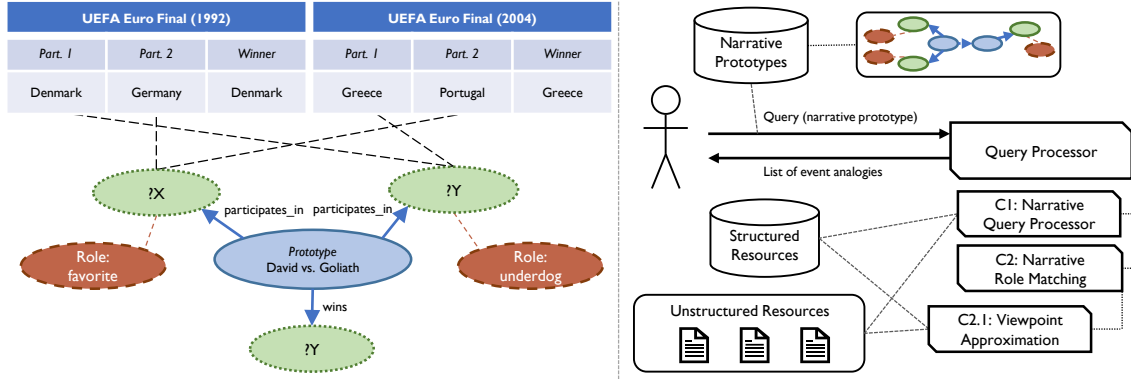 UEFA Euro Final (1992)
UEFA Euro Final (2004)
Part. 1
Part. 2
Winner
Part. 1
Part. 2
Winner
Denmark
Germany
Denmark
Greece
Portugal
Greece
?X
?Y
participates_in
participates_in
Role:
favorite
Prototype
David vs. Goliath
Role:
underdog
wins
?Y
Narrative
Prototypes
Query (narrative prototype)
List of event analogies
Query Processor
Structured
Resources
C1: Narrative
Query Processor
C2: Narrative
Role Matching
C2.1: Viewpoint
Approximation
Unstructured Resources